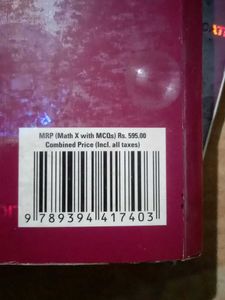 MRP (Math X with MCQs) Rs. 595.00
Combined Price (Incl. all taxes)
9 789394 417403